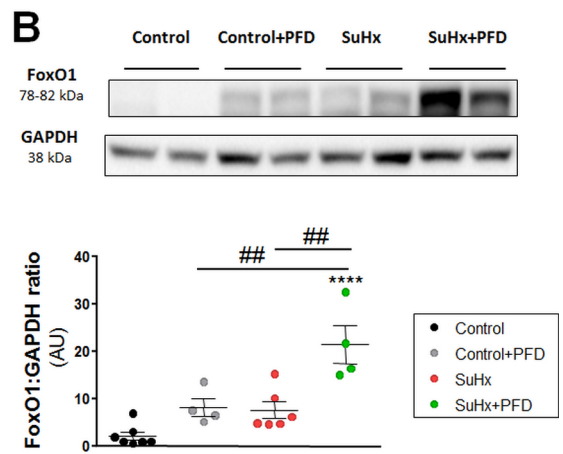 B
Control Control+PFD SuHx SuHx+PFD
FoxO1
78-82 kDa
GAPDH
38 kDa
##
##
****
40
30
20
10
0
FoxO1:GAPDH ratio
(AU)
Control
Control+PFD
SuHx
SuHx+PFD